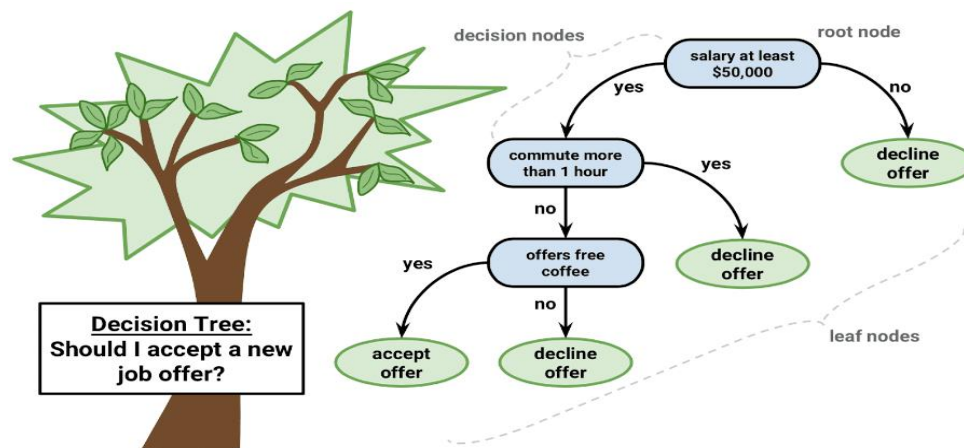 decision nodes
root node
salary at least
$50,000
yes
no
commute more
than 1 hour
yes
decline
offer
no
offers free
coffee
decline
offer
yes
no
Decision Tree:
Should I accept a new
job offer?
accept
offer
decline
offer
leaf nodes